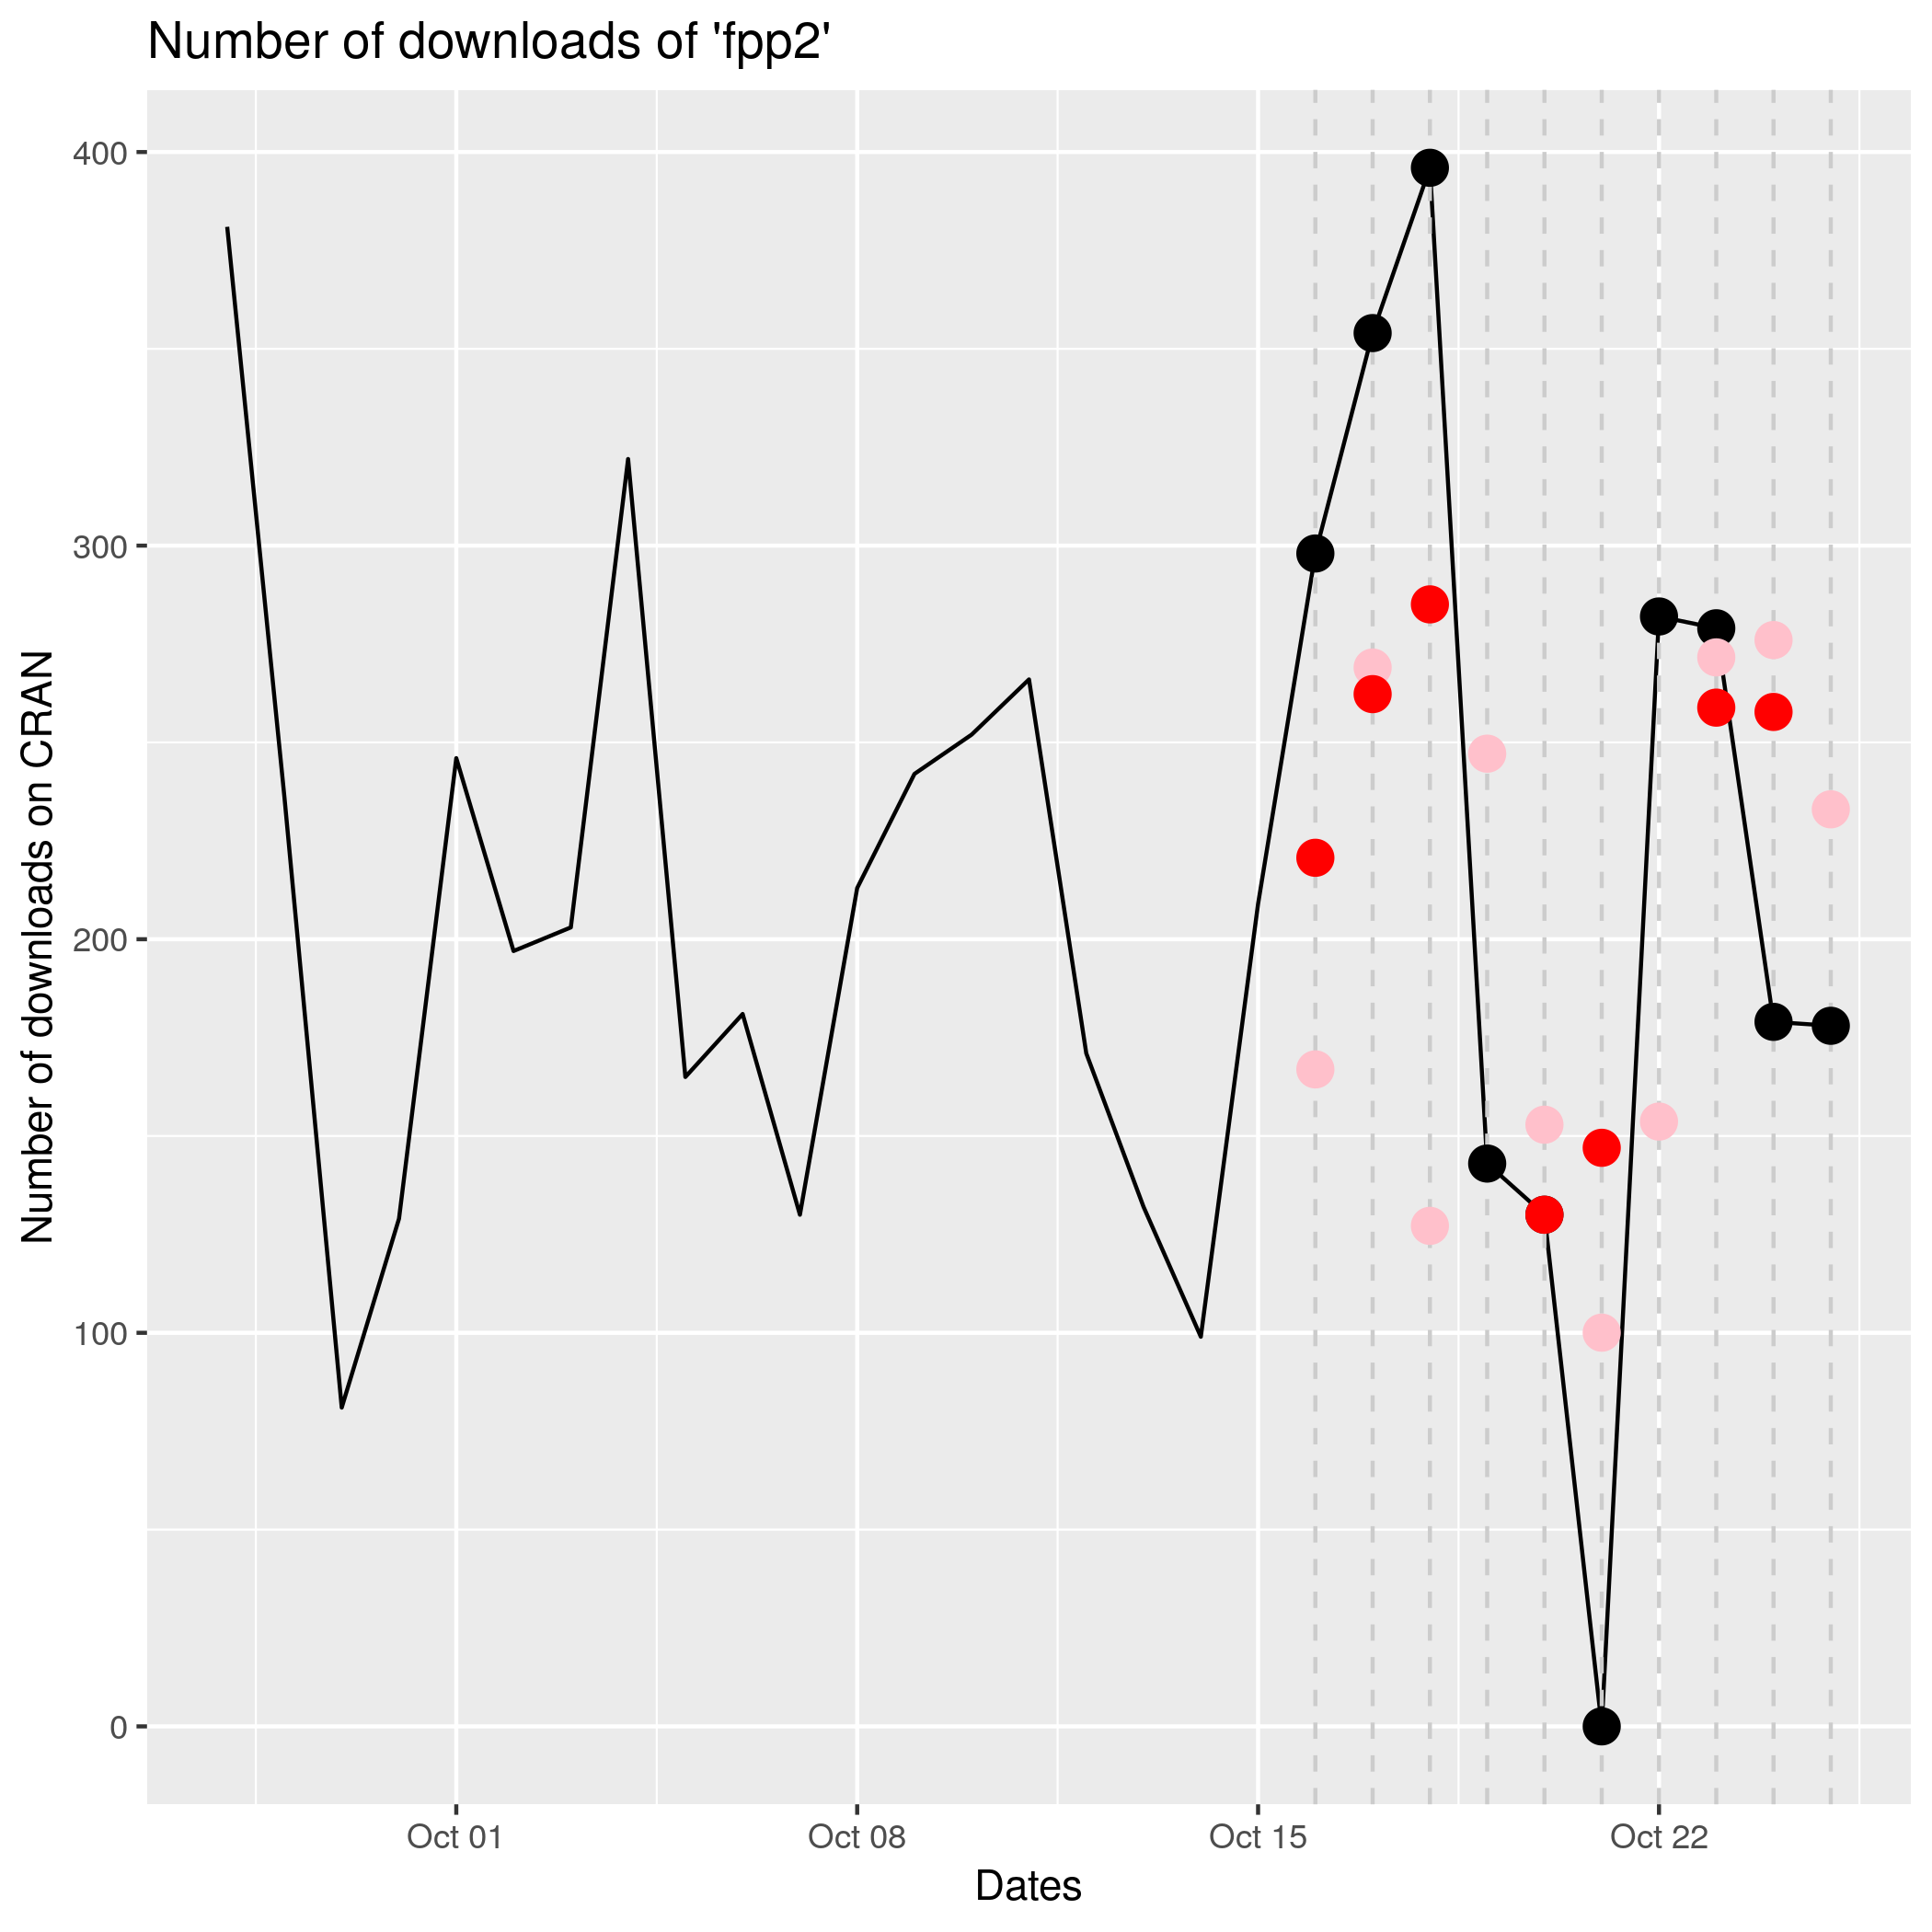 Number of downloads of 'fpp2'
Number of downloads on CRAN
400
300
200
100
0
Oct 01
Oct 08
Oct 15
Oct 22
Dates